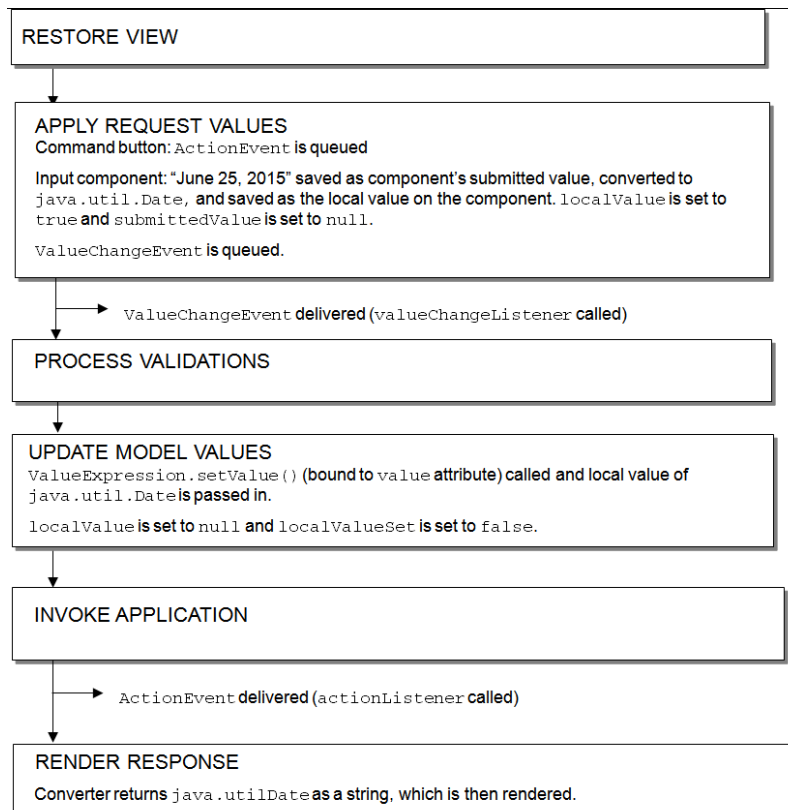 RESTORE VIEW
APPLY REQUEST VALUES
Command button: ActionEvent is queued
Input component: “June 25, 2015” saved as component’s submitted value, converted to
java.util.Date, and saved as the local value on the component. localValue is set to
true and submittedValue is set to null.
ValueChangeEvent is queued.
ValueChangeEvent delivered (valueChangeListener called)
PROCESS VALIDATIONS
UPDATE MODEL VALUES
ValueExpression.setValue() (bound to value attribute) called and local value of
java.util.Date is passed in.
localValue is set to null and localValueSet is set to false.
INVOKE APPLICATION
ActionEvent delivered (actionListener called)
RENDER RESPONSE
Converter returns java.utilDate as a string, which is then rendered.